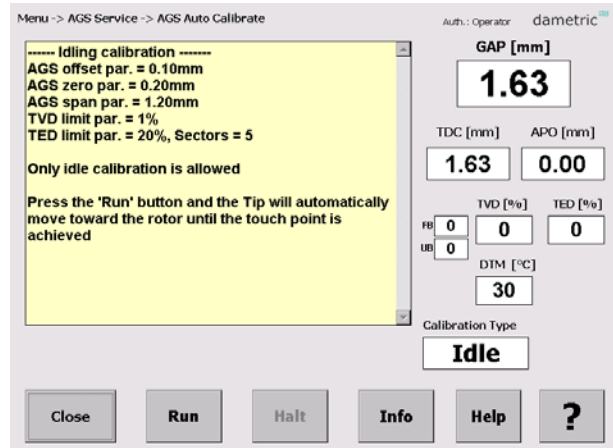 Menu -> AGS Service -> AGS Auto Calibrate
Auth.: Operator
dametric
------ Idling calibration -------
AGS offset par. = 0.10mm
AGS zero par. = 0.20mm
AGS span par. = 1.20mm
TVD limit par. = 1%
TED limit par. = 20%, Sectors = 5
Only idle calibration is allowed
Press the 'Run' button and the Tip will automatically
move toward the rotor until the touch point is
achieved
GAP [mm]
1.63
TDC [mm] APO [mm]
1.63 0.00
TVD [%] TED [%]
FB 0 0 0
UB 0
DTM [°C]
30
Calibration Type
Idle
Close Run Halt Info Help ?